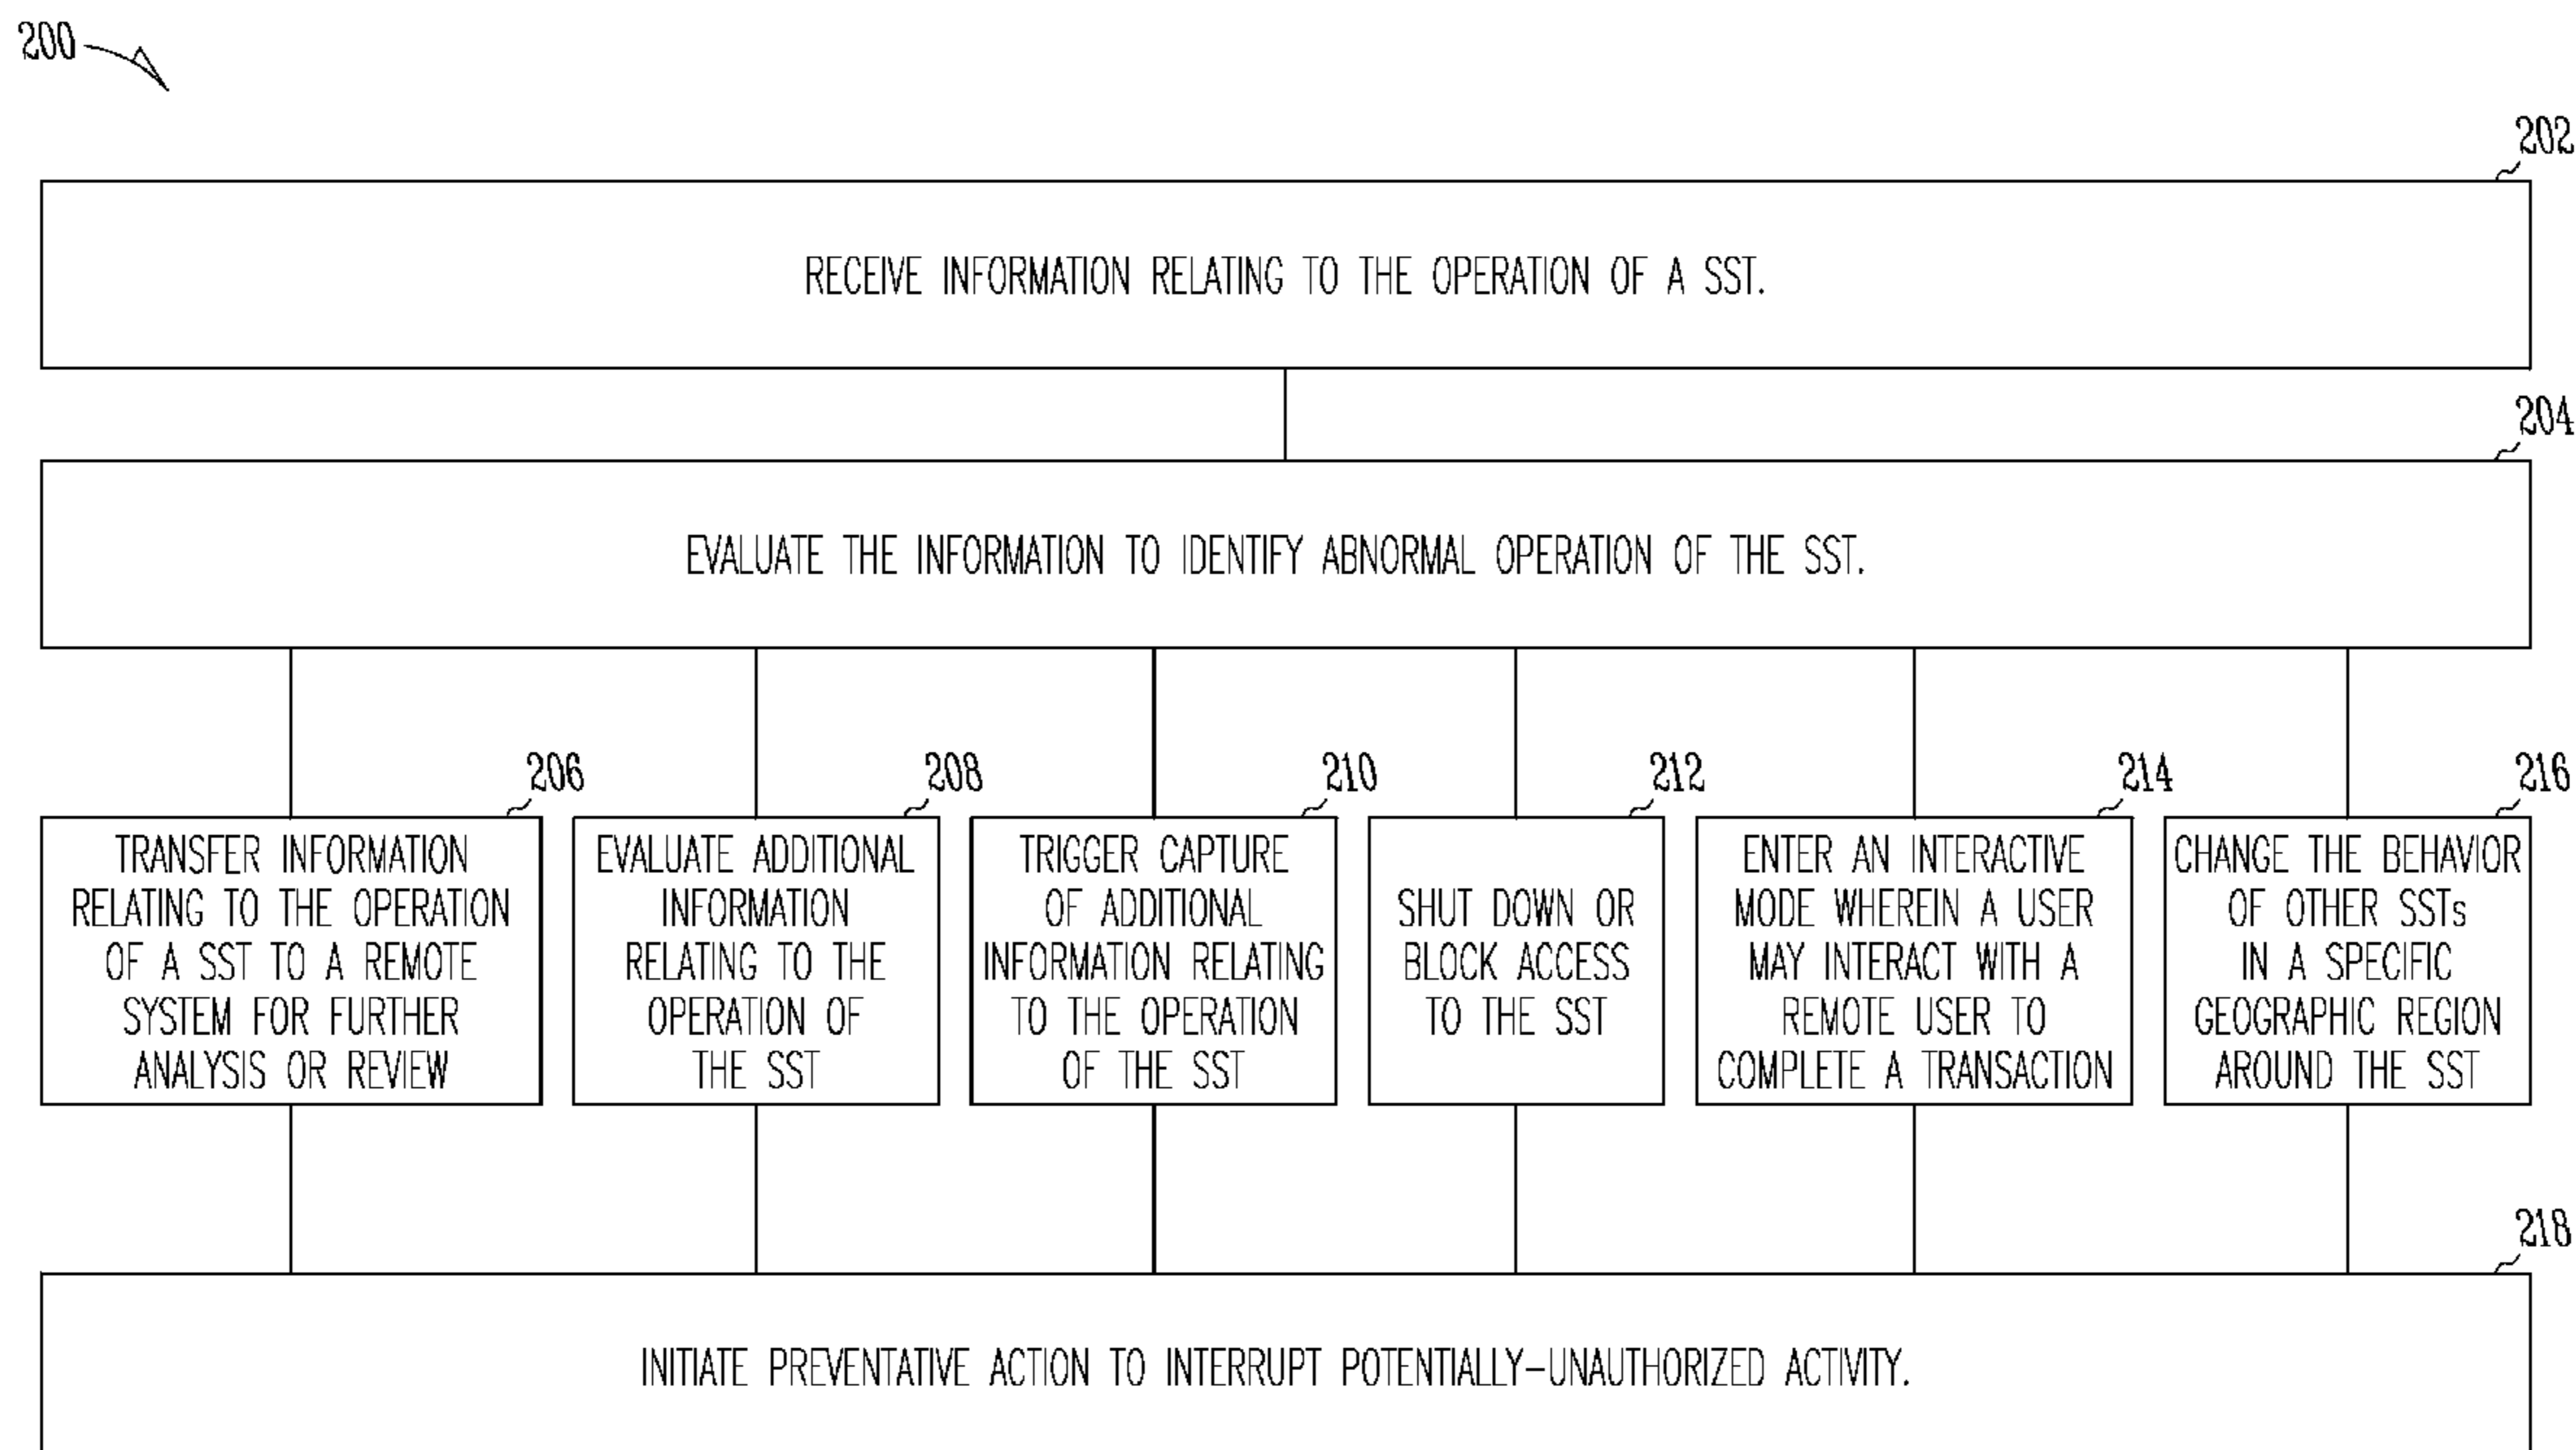 200
202
RECEIVE INFORMATION RELATING TO THE OPERATION OF A SST.
204
EVALUATE THE INFORMATION TO IDENTIFY ABNORMAL OPERATION OF THE SST.
206
TRANSFER INFORMATION
RELATING TO THE OPERATION
OF A SST TO A REMOTE
SYSTEM FOR FURTHER
ANALYSIS OR REVIEW
208
EVALUATE ADDITIONAL
INFORMATION
RELATING TO THE
OPERATION OF
THE SST
210
TRIGGER CAPTURE
OF ADDITIONAL
INFORMATION RELATING
TO THE OPERATION
OF THE SST
212
SHUT DOWN OR
BLOCK ACCESS
TO THE SST
214
ENTER AN INTERACTIVE
MODE WHEREIN A USER
MAY INTERACT WITH A
REMOTE USER TO
COMPLETE A TRANSACTION
216
CHANGE THE BEHAVIOR
OF OTHER SSTs
IN A SPECIFIC
GEOGRAPHIC REGION
AROUND THE SST
218
INITIATE PREVENTATIVE ACTION TO INTERRUPT POTENTIALLY-UNAUTHORIZED ACTIVITY.